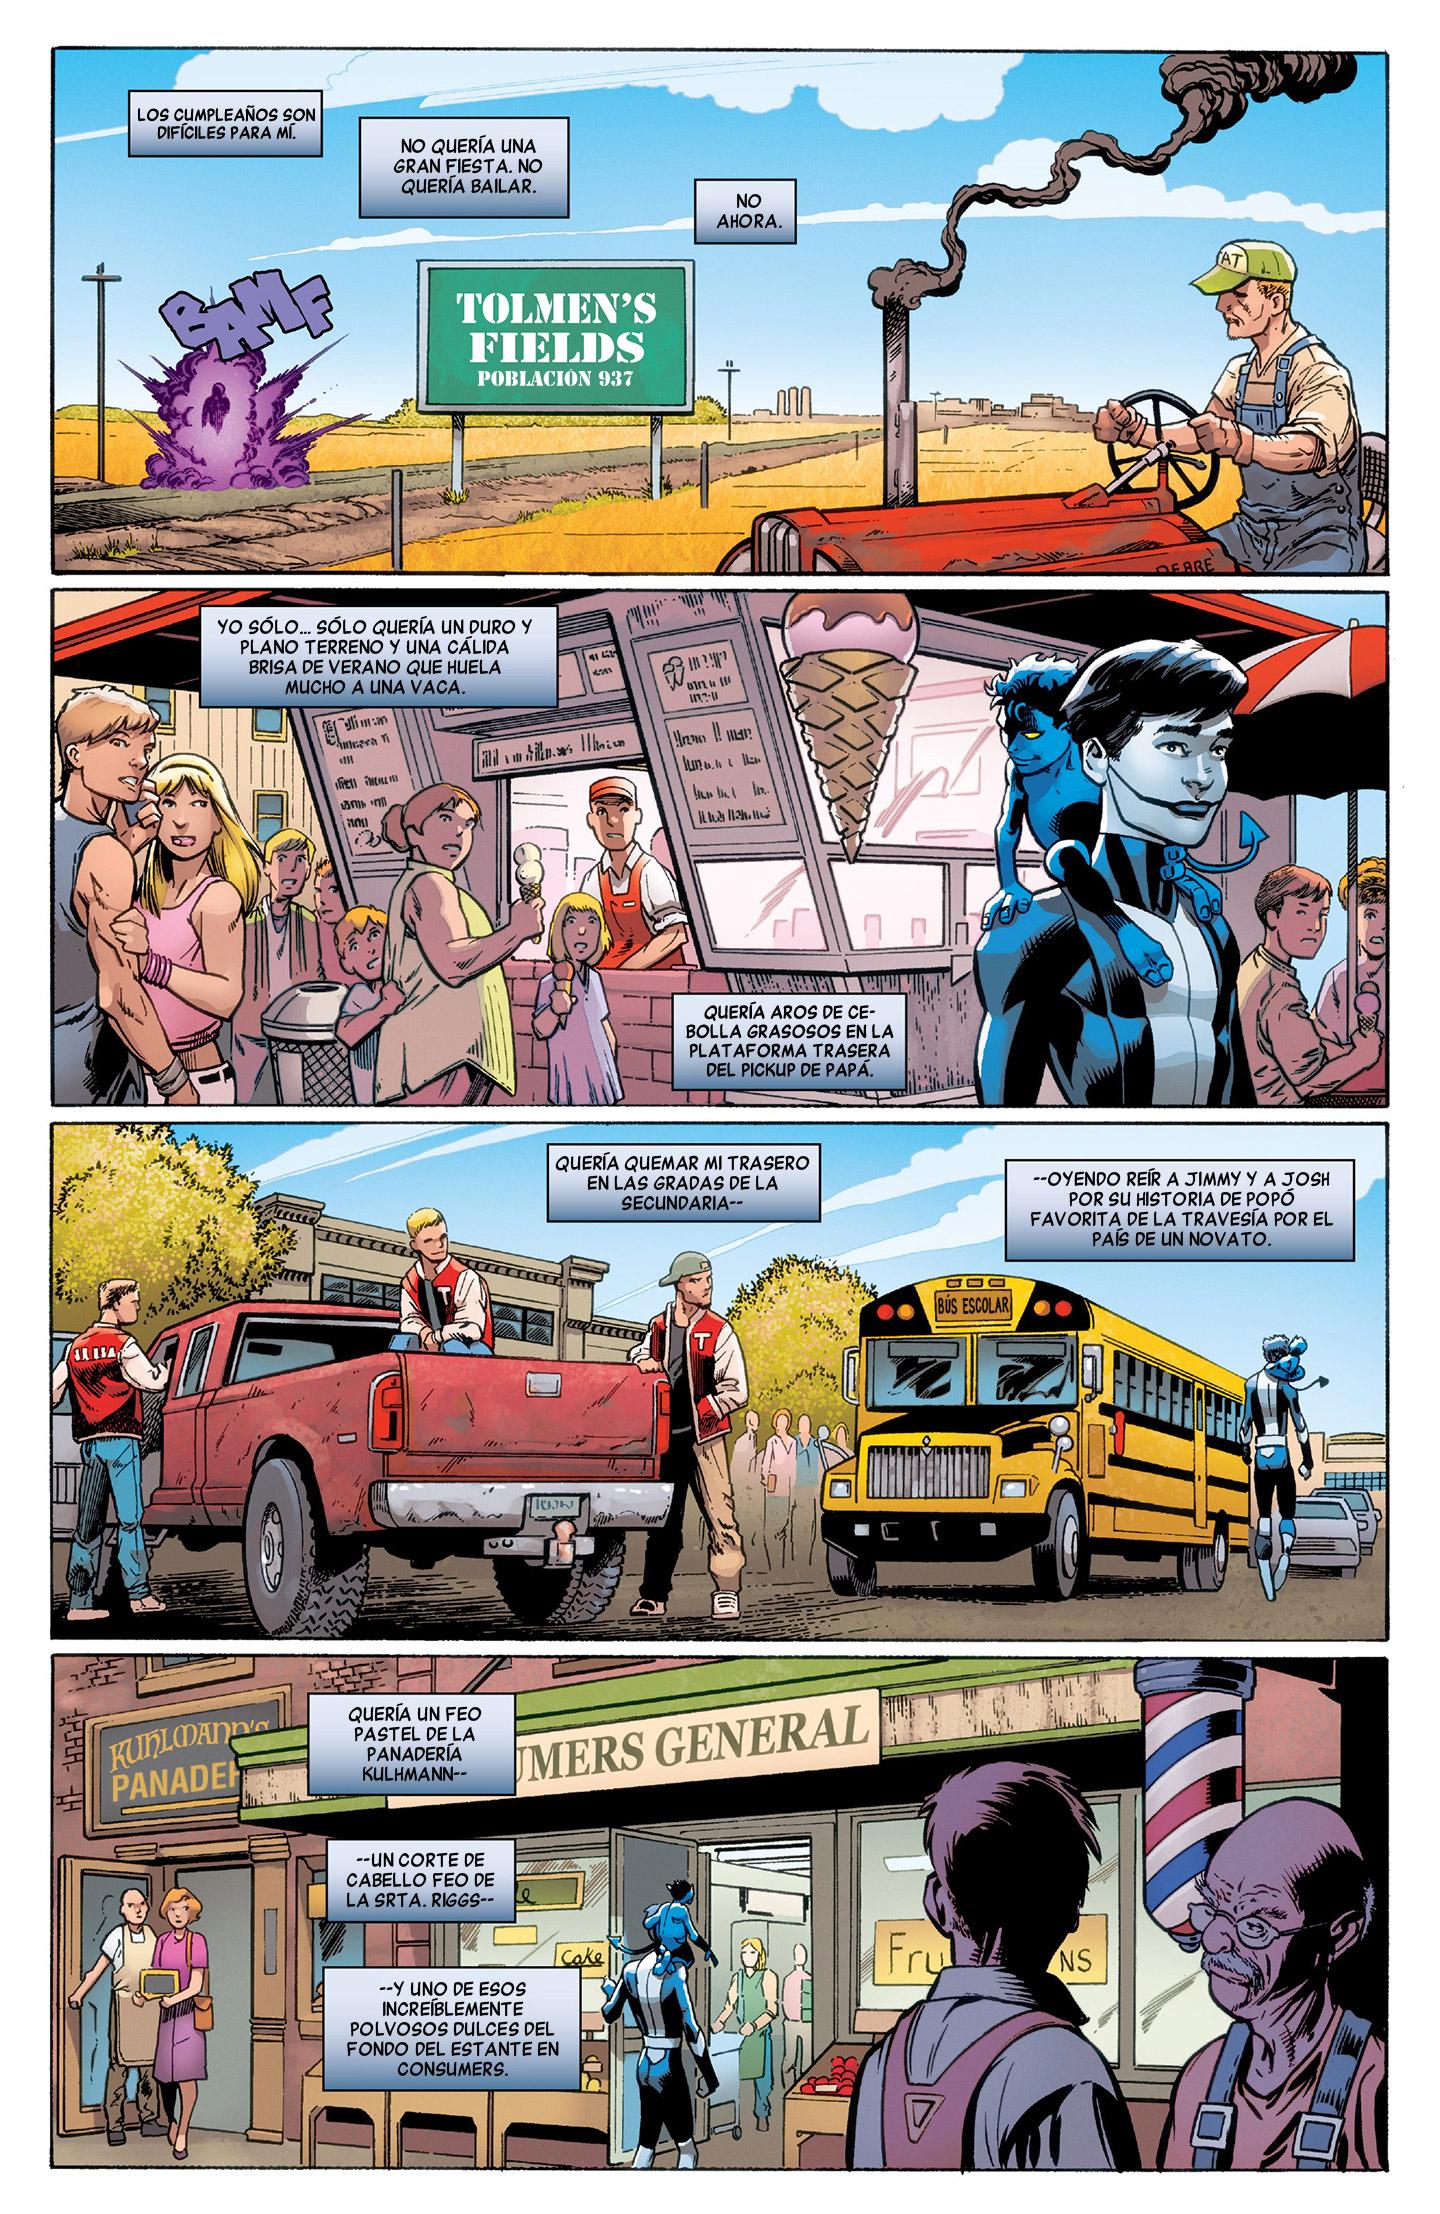 LOS CUMPLEAÑOS SON
DIFÍCILES PARA MÍ.
NO QUERÍA UNA
GRAN FIESTA. NO
QUERÍA BAILAR.
NO
AHORA.
BAMF
TOLMEN'S
FIELDS
POBLACIÓN 937
AT
DEBRE
YO SÓLO... SÓLO QUERÍA UN DURO Y
PLANO TERRENO Y UNA CÁLIDA
BRISA DE VERANO QUE HUELA
MUCHO A UNA VACA.
QUERÍA AROS DE CE-
BOLLA GRASOSOS EN LA
PLATAFORMA TRASERA
DEL PICKUP DE PAPÁ.
QUERÍA QUEMAR MI TRASERO
EN LAS GRADAS DE LA
SECUNDARIA--
--OYENDO REÍR A JIMMY Y A JOSH
POR SU HISTORIA DE POPÓ
FAVORITA DE LA TRAVESÍA POR EL
PAÍS DE UN NOVATO.
T
T
BÚS ESCOLAR
QUERÍA UN FEO
PASTEL DE LA
PANADERÍA
KULHMANN--
KUHLMANN'S
PANADER
UMERS GENERAL
--UN CORTE DE
CABELLO FEO DE
LA SRTA. RIGGS--
--Y UNO DE ESOS
INCREÍBLEMENTE
POLVOSOS DULCES DEL
FONDO DEL ESTANTE EN
CONSUMERS.
Coke
Fru NS